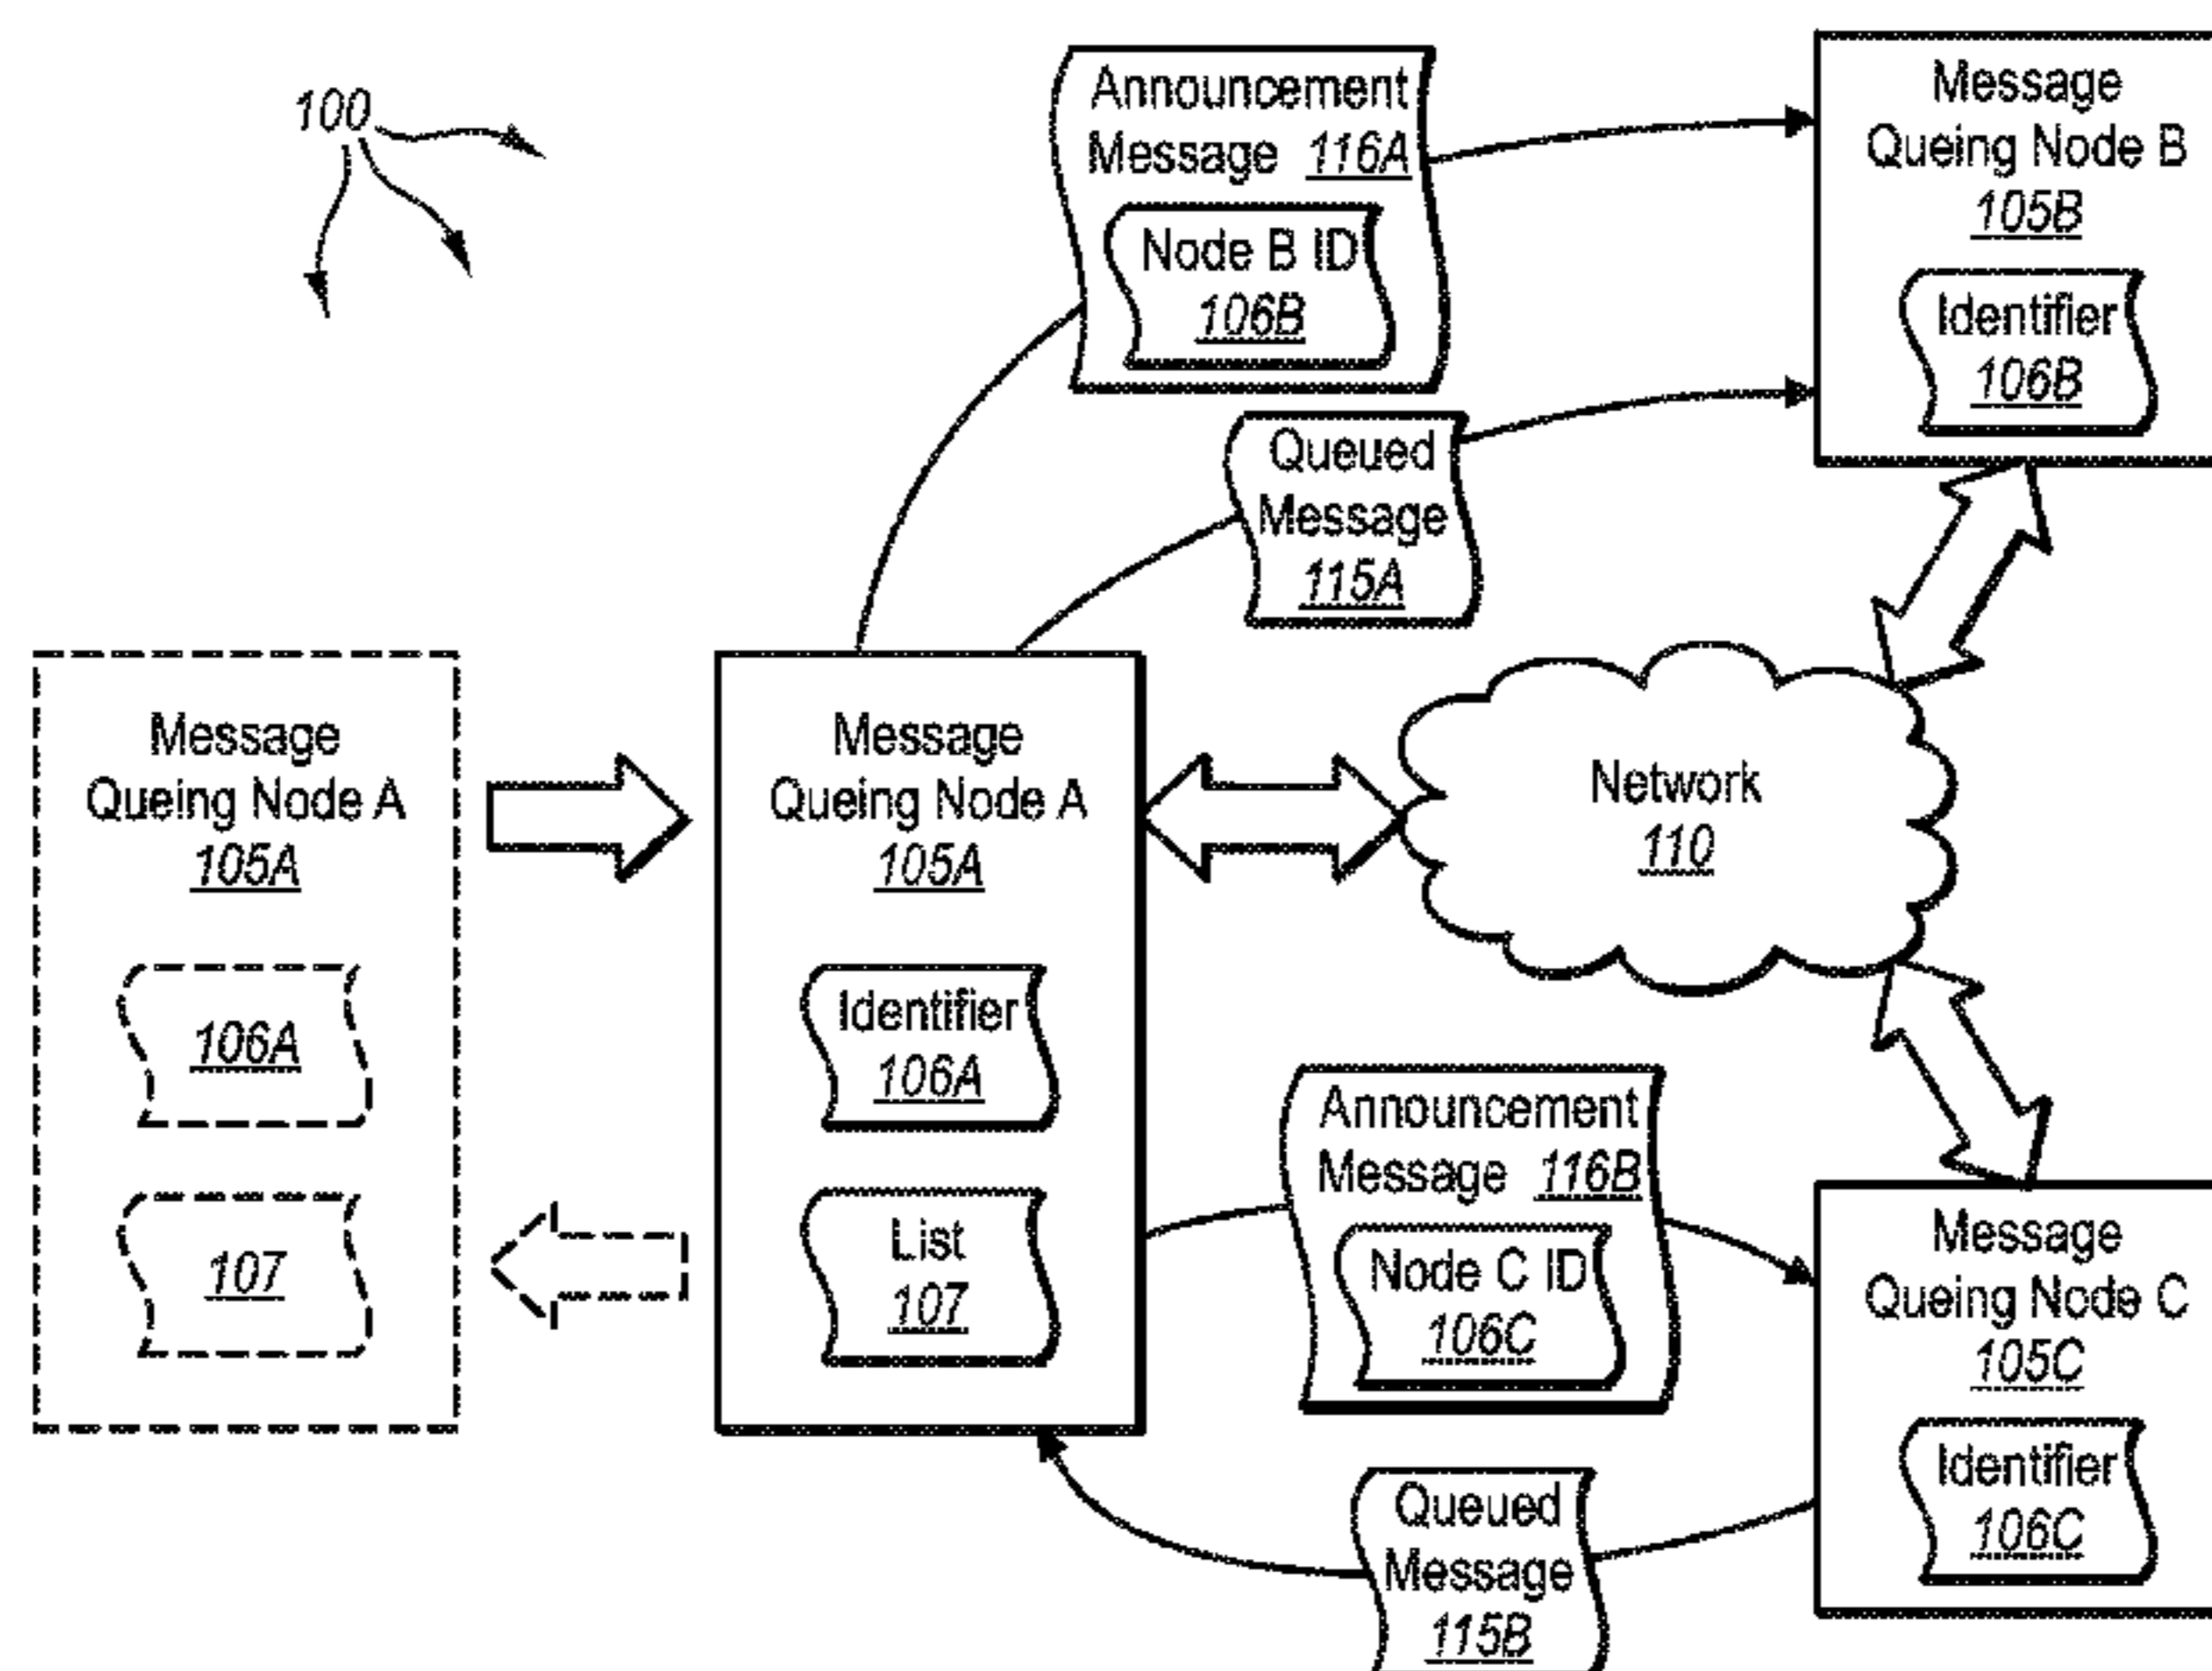 100
Announcement
Message 116A
Node B ID
106B
Message
Queing Node B
105B
Identifier
106B
Queued
Message
115A
Message
Queing Node A
105A
106A
107
Message
Queing Node A
105A
Identifier
106A
List
107
Network
110
Announcement
Message 116B
Node C ID
106C
Message
Queing Node C
105C
Identifier
106C
Queued
Message
115B